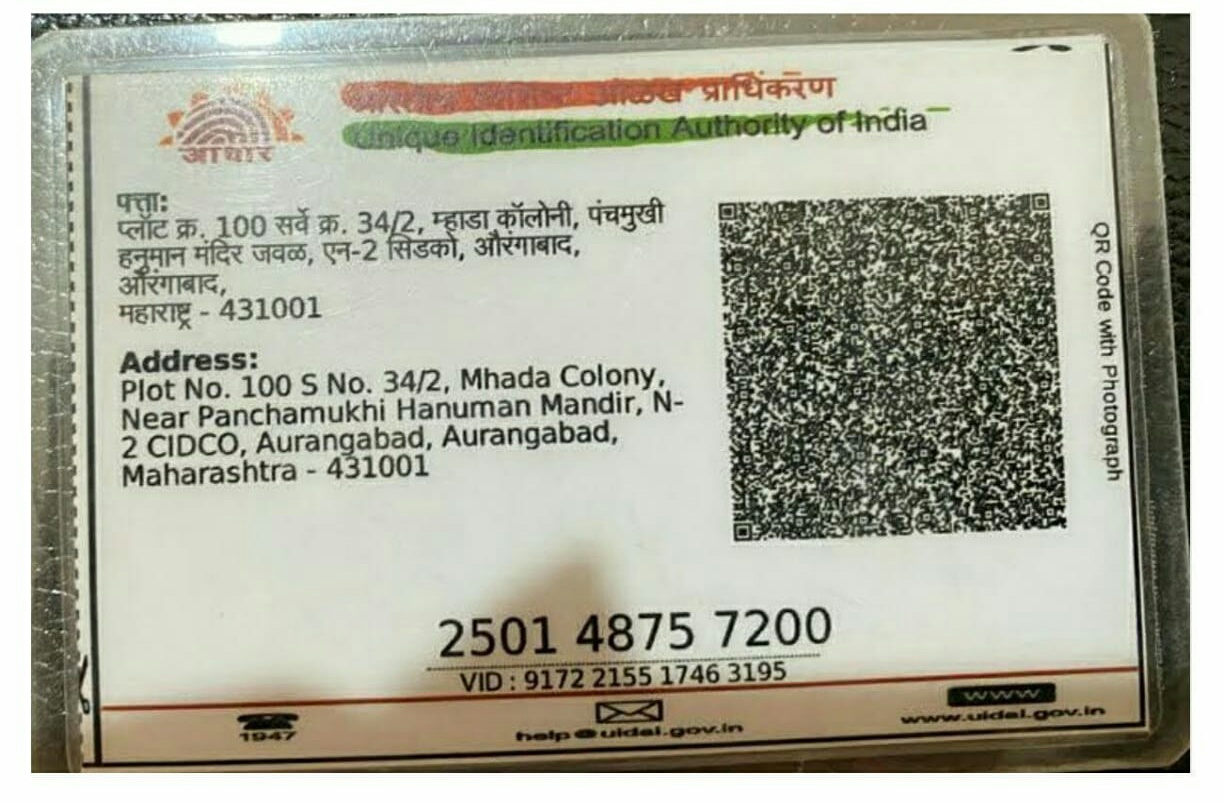 आधार
भारतीय ओळख प्राधिकरण
Unique Identification Authority of India
पत्ता:
प्लॉट क्र. 100 सर्वे क्र. 34/2, म्हाडा कॉलोनी, पंचमुखी
हनुमान मंदिर जवळ, एन-2 सिडको, औरंगाबाद,
औरंगाबाद,
महाराष्ट्र - 431001
Address:
Plot No. 100 S No. 34/2, Mhada Colony,
Near Panchamukhi Hanuman Mandir, N-
2 CIDCO, Aurangabad, Aurangabad,
Maharashtra - 431001
QR Code with Photograph
2501 4875 7200
VID : 9172 2155 1746 3195
1947
help@uidai.gov.in
www
www.uidai.gov.in